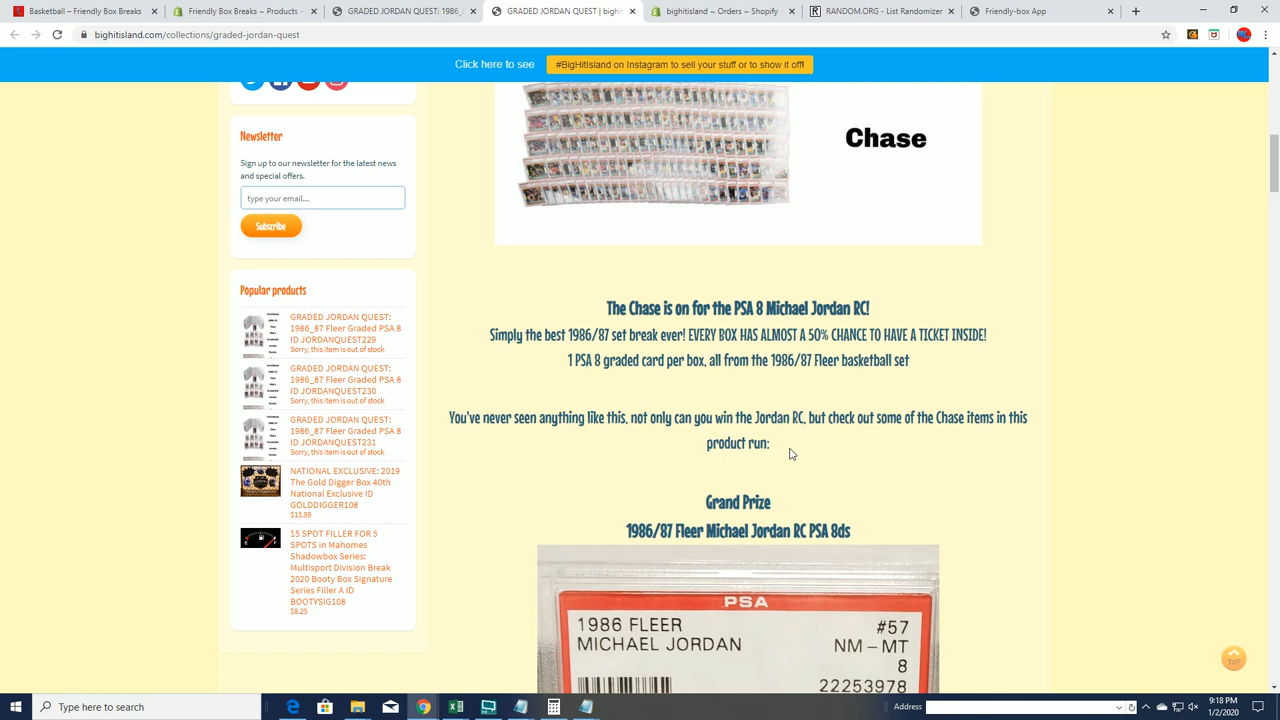 Basketball – Friendly Box Breaks
Friendly Box Breaks ~ Products ~
JORDAN QUEST: 1986_
GRADED JORDAN QUEST bighit
bighitisland ~ Orders ~ Shopify
RANDOM.ORG - List Randomizer
Friendly-box App
bighitisland.com/collections/graded-jordan-quest
Click here to see
#BigHitIsland on Instagram to sell your stuff or to show it off!
Newsletter
Sign up to our newsletter for the latest news
and special offers.
type your email...
Subscribe
Popular products
GRADED JORDAN QUEST:
1986_87 Fleer Graded PSA 8
ID JORDANQUEST229
Sorry, this item is out of stock
GRADED JORDAN QUEST:
1986_87 Fleer Graded PSA 8
ID JORDANQUEST230
Sorry, this item is out of stock
GRADED JORDAN QUEST:
1986_87 Fleer Graded PSA 8
ID JORDANQUEST231
Sorry, this item is out of stock
NATIONAL EXCLUSIVE: 2019
The Gold Digger Box 40th
National Exclusive ID
GOLDDIGGER108
$13.99
15 SPOT FILLER FOR 5
SPOTS in Mahomes
Shadowbox Series:
Multisport Division Break
2020 Booty Box Signature
Series Filler A ID
BOOTYSIG108
$8.25
Chase
The Chase is on for the PSA 8 Michael Jordan RC!
Simply the best 1986/87 set break ever! EVERY BOX HAS ALMOST A 50% CHANCE TO HAVE A TICKET INSIDE!
1 PSA 8 graded card per box, all from the 1986/87 Fleer basketball set
You've never seen anything like this, not only can you win the Jordan RC, but check out some of the Chase items in this
product run:
Grand Prize
1986/87 Fleer Michael Jordan RC PSA 8ds
PSA
1986 FLEER
MICHAEL JORDAN
#57
NM – MT
8
22253978
TOP
Type here to search
Address
9:18 PM
1/2/2020